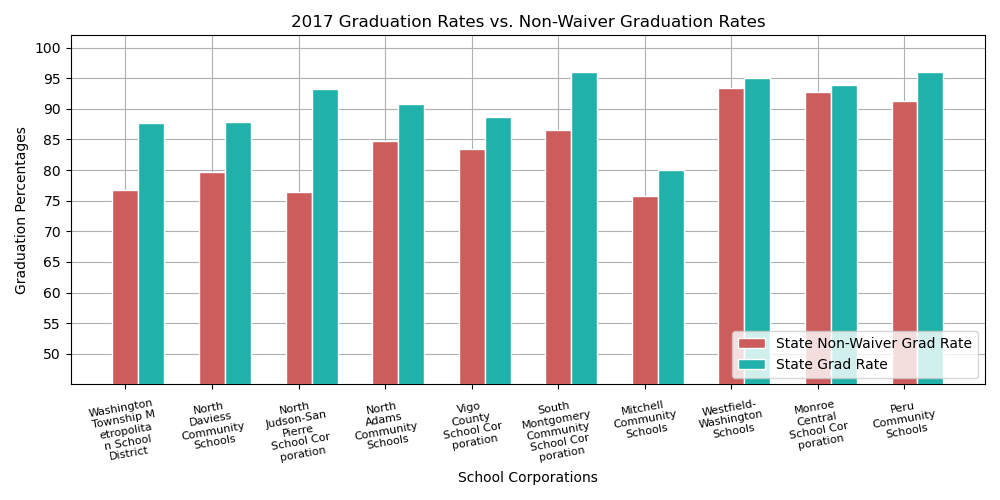 2017 Graduation Rates vs. Non-Waiver Graduation Rates
Graduation Percentages
100
95
90
85
80
75
70
65
60
55
50
State Non-Waiver Grad Rate
State Grad Rate
Washington
Township M
etropolita
n School
District
North
Daviess
Community
Schools
North
Judson-San
Pierre
School Cor
poration
North
Adams
Community
Schools
Vigo
County
School Cor
poration
South
Montgomery
Community
School Cor
poration
Mitchell
Community
Schools
Westfield-
Washington
Schools
Monroe
Central
School Cor
poration
Peru
Community
Schools
School Corporations